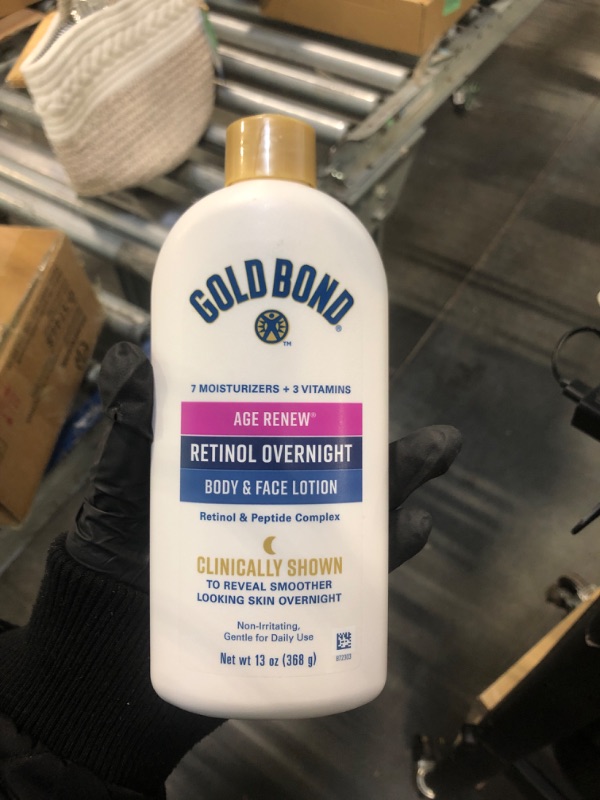 GOLD BOND®
TM
7 MOISTURIZERS + 3 VITAMINS
AGE RENEW®
RETINOL OVERNIGHT
BODY & FACE LOTION
Retinol & Peptide Complex
CLINICALLY SHOWN
TO REVEAL SMOOTHER
LOOKING SKIN OVERNIGHT
Non-Irritating,
Gentle for Daily Use
Net wt 13 oz (368 g)